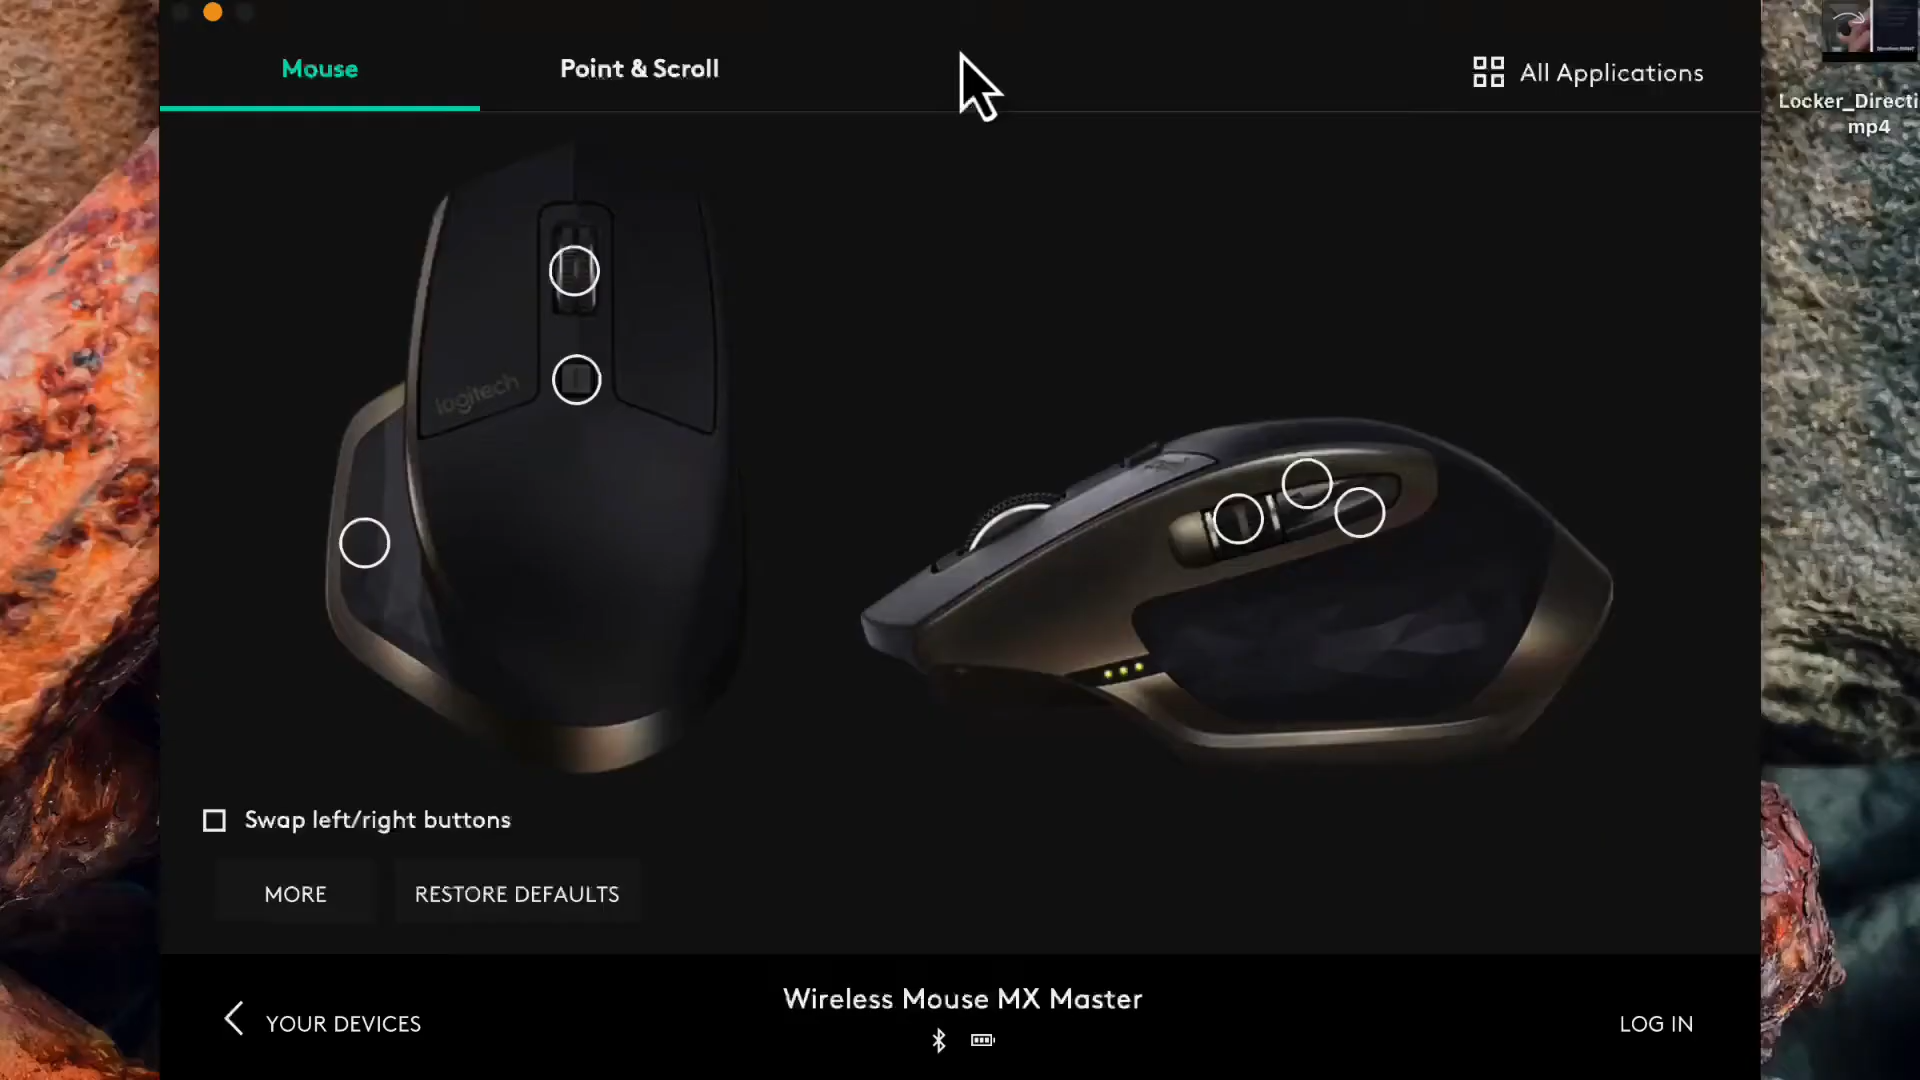 Mouse
Point & Scroll
All Applications
Locker_Directi
mp4
logitech
Swap left/right buttons
MORE
RESTORE DEFAULTS
YOUR DEVICES
Wireless Mouse MX Master
LOG IN